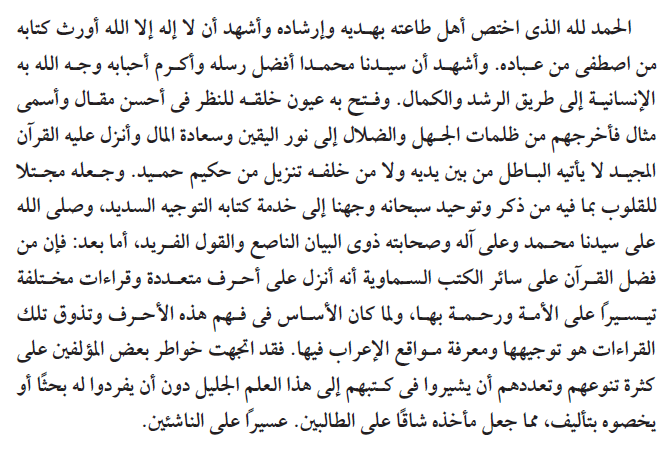 الحمد لله الذى اختص أهل طاعته بهديه وإرشاده وأشهد أن لا إله إلا الله أورث كتابه
من اصطفى من عباده. وأشهد أن سيدنا محمدا أفضل رسله وأكرم أحبابه وجه الله به
الإنسانية إلى طريق الرشد والكمال. وفتح به عيون خلقه للنظر فى أحسن مقال وأسمى
مثال فأخرجهم من ظلمات الجهل والضلال إلى نور اليقين وسعادة المال وأنزل عليه القرآن
المجيد لا يأتيه الباطل من بين يديه ولا من خلفه تنزيل من حكيم حميد. وجعله مجتلا
للقلوب بما فيه من ذكر وتوحيد سبحانه وجهنا إلى خدمة كتابه التوجيه السديد، وصلى الله
على سيدنا محمد وعلى آله وصحابته ذوى البيان الناصع والقول الفريد، أما بعد: فإن من
فضل القرآن على سائر الكتب السماوية أنه أنزل على أحرف متعددة وقراءات مختلفة
تيسيرًا على الأمة ورحمة بها، ولما كان الأساس فى فهم هذه الأحرف وتذوق تلك
القراءات هو توجيهها ومعرفة مواقع الإعراب فيها. فقد اتجهت خواطر بعض المؤلفين على
كثرة تنوعهم وتعددهم أن يشيروا فى كتبهم إلى هذا العلم الجليل دون أن يفردوا له بحثًا أو
يخصوه بتأليف، مما جعل مأخذه شاقًا على الطالبين. عسيرًا على الناشئين.